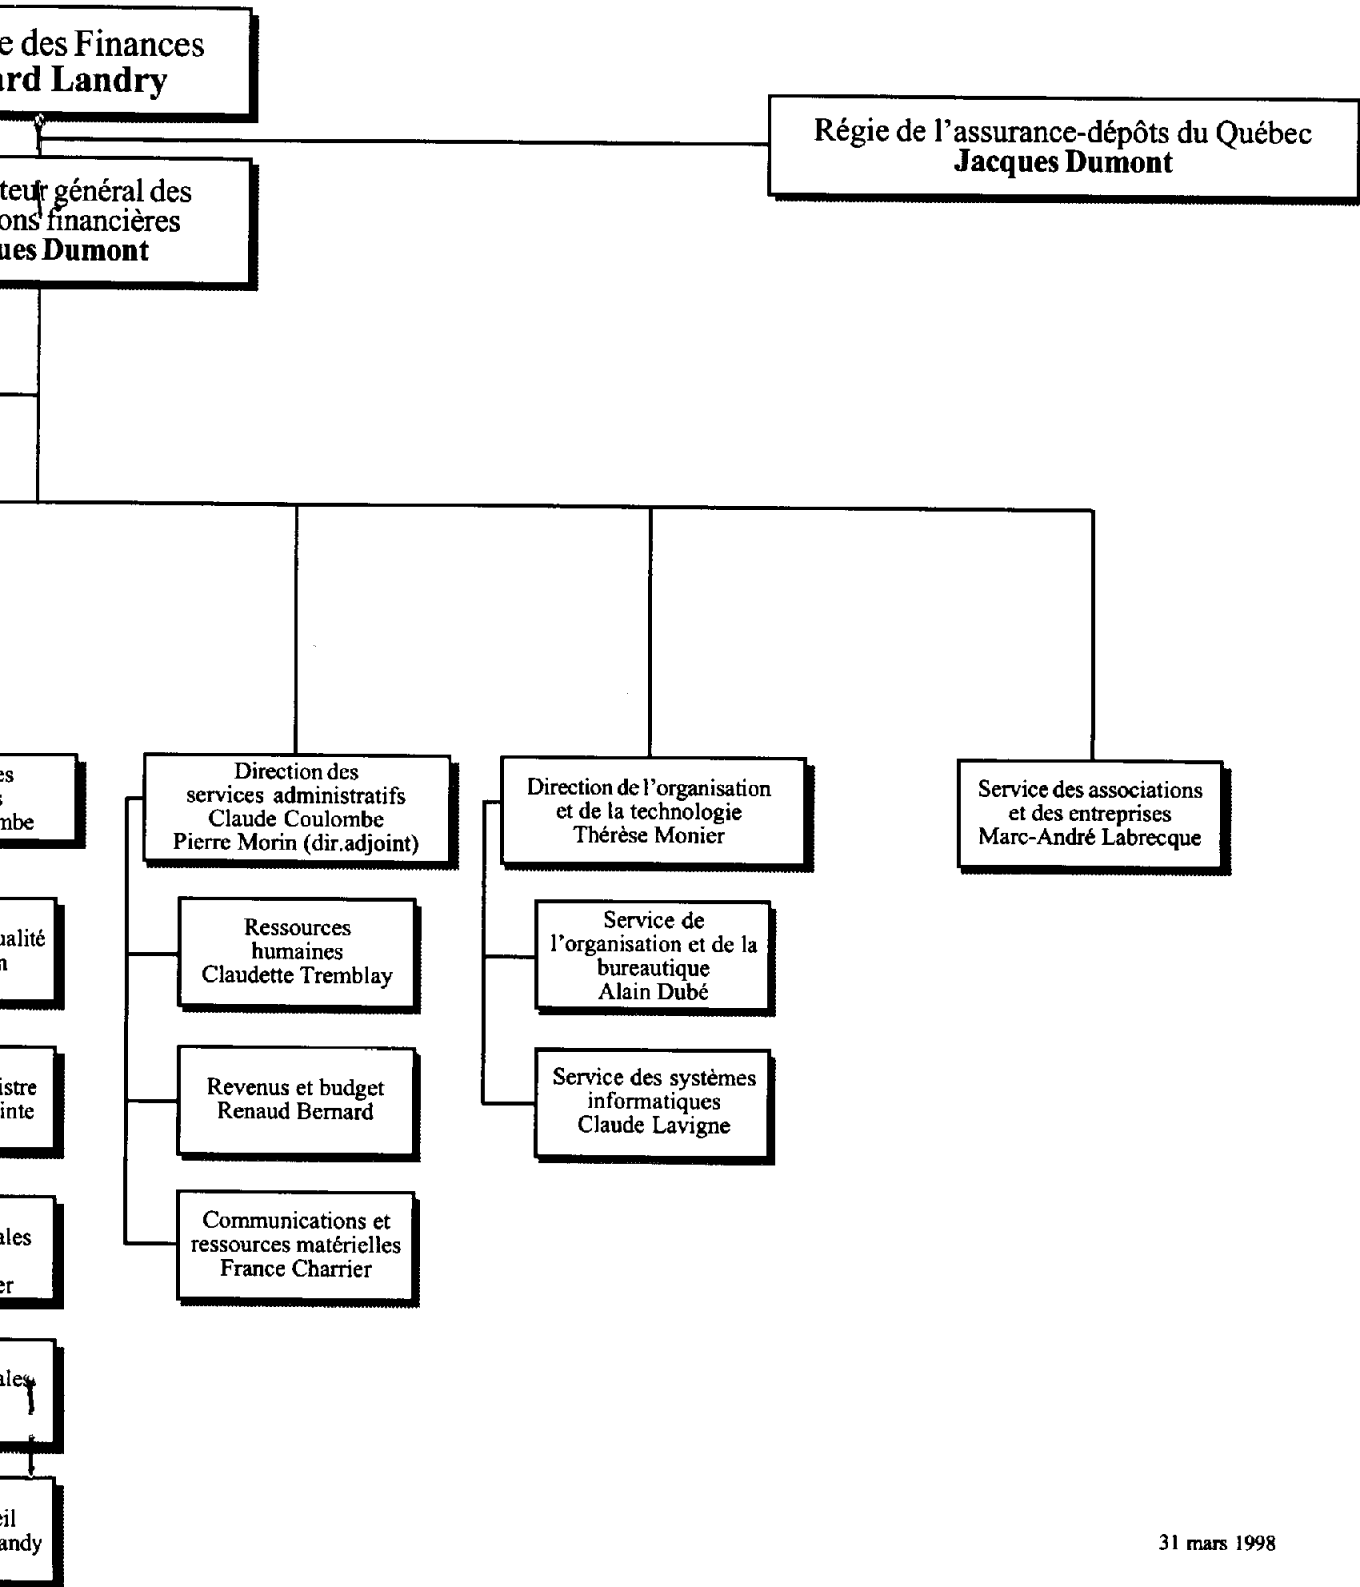 des Finances
Landry
Régie de l'assurance-dépôts du Québec
Jacques Dumont
général des
financières
Dumont
Direction des
services administratifs
Claude Coulombe
Pierre Morin (dir.adjoint)
Direction de l'organisation
et de la technologie
Thérèse Monier
Service des associations
et des entreprises
Marc-André Labrecque
Ressources
humaines
Claudette Tremblay
Service de
l'organisation et de la
bureautique
Alain Dubé
Revenus et budget
Renaud Bernard
Service des systèmes
informatiques
Claude Lavigne
Communications et
ressources matérielles
France Charrier
31 mars 1998